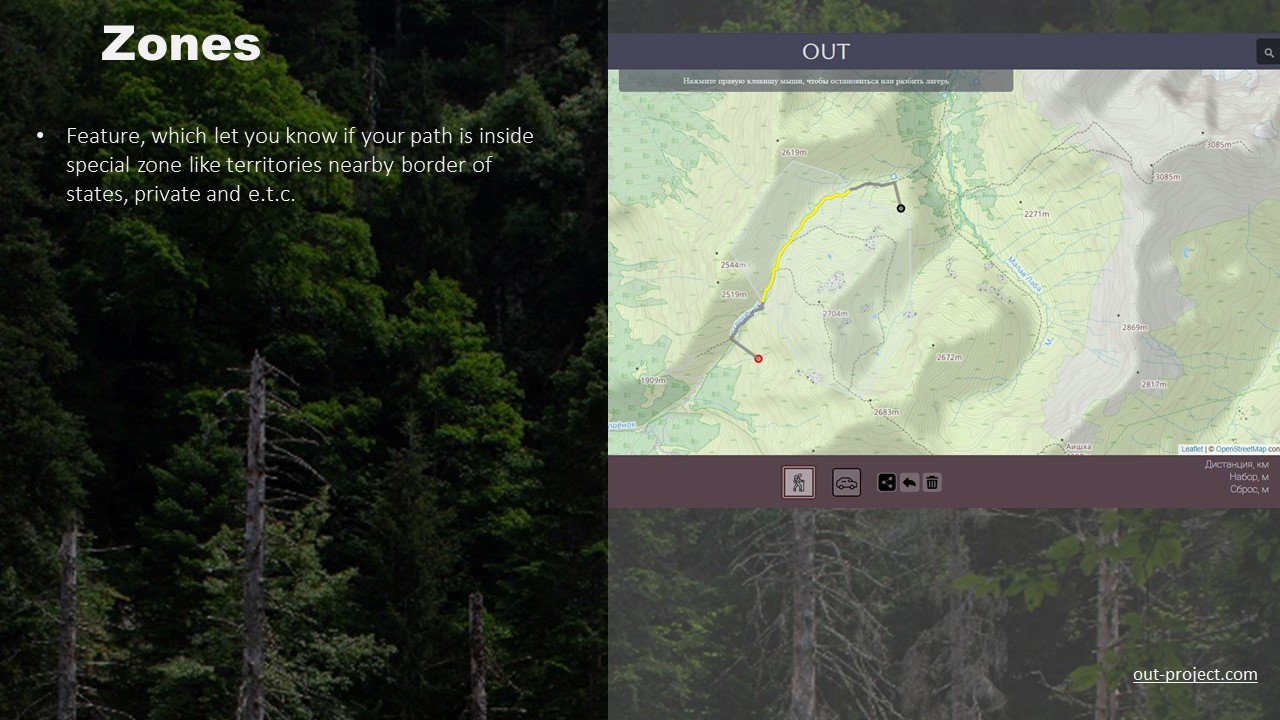 Zones
• Feature, which let you know if your path is inside
special zone like territories nearby border of
states, private and e.t.c.
OUT
Нажмите правую клавишу мыши, чтобы остановиться или разбить лагерь
2619m
3085m
3085m
2271m
2544m
Малая Лаба
2519m
2704m
2869m
2672m
1909m
2817m
2683m
Аишха
Leaflet | © OpenStreetMap con
Дистанция, км
Набор, м
Сброс, м
out-project.com